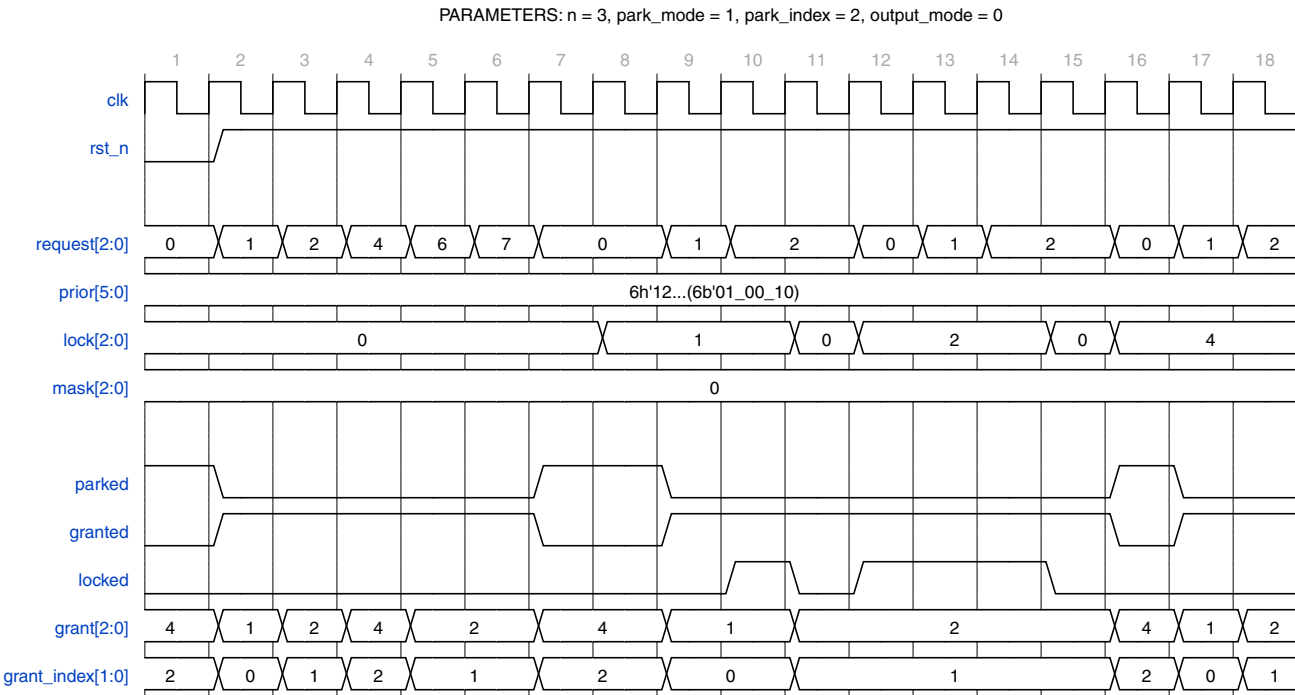 PARAMETERS: n = 3, park_mode = 1, park_index = 2, output_mode = 0
1 2 3 4 5 6 7 8 9 10 11 12 13 14 15 16 17 18
clk
rst_n
request[2:0] 0 1 2 4 6 7 0 1 2 0 1 2 0 1 2
prior[5:0] 6h'12...(6b'01_00_10)
lock[2:0] 0 1 0 2 0 4
mask[2:0] 0
parked
granted
locked
grant[2:0] 4 1 2 4 2 4 1 2 4 1 2
grant_index[1:0] 2 0 1 2 1 2 0 1 2 0 1